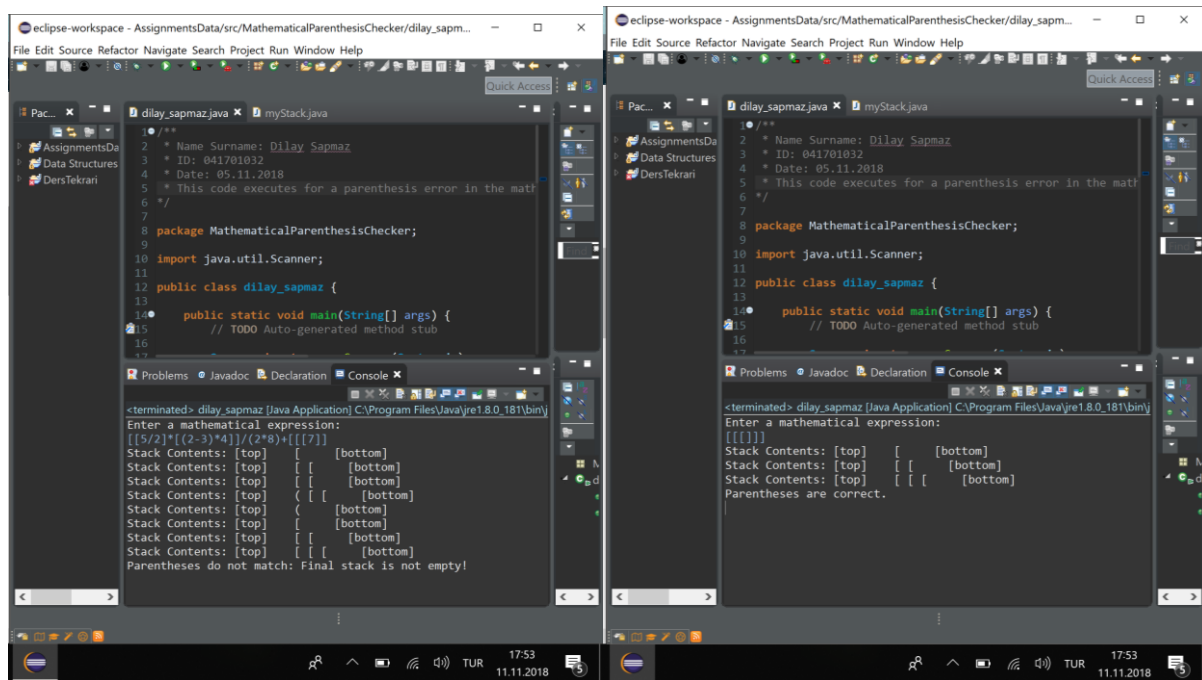 eclipse-workspace - AssignmentsData/src/MathematicalParenthesisChecker/dilay_sapm...
File Edit Source Refactor Navigate Search Project Run Window Help
Quick Access
Pac...
dilay_sapmaz.java
myStack.java
AssignmentsDa
Data Structures
DersTekrari
1 /**
2 * Name Surname: Dilay Sapmaz
3 * ID: 041701032
4 * Date: 05.11.2018
5 * This code executes for a parenthesis error in the math
6 */
7
8 package MathematicalParenthesisChecker;
9
10 import java.util.Scanner;
11
12 public class dilay_sapmaz {
13
14 public static void main(String[] args) {
15 // TODO Auto-generated method stub
16
17
Find
Problems Javadoc Declaration Console
<terminated> dilay_sapmaz [Java Application] C:\Program Files\Java\jre1.8.0_181\bin\j
Enter a mathematical expression:
[[5/2]*[(2-3)*4]]/(2*8)+[[[7]]
Stack Contents: [top] [ [bottom]
Stack Contents: [top] [ [ [bottom]
Stack Contents: [top] [ [ [bottom]
Stack Contents: [top] ( [ [ [bottom]
Stack Contents: [top] ( [bottom]
Stack Contents: [top] [ [bottom]
Stack Contents: [top] [ [ [bottom]
Stack Contents: [top] [ [ [ [bottom]
Parentheses do not match: Final stack is not empty!
TUR
17:53
11.11.2018
5
eclipse-workspace - AssignmentsData/src/MathematicalParenthesisChecker/dilay_sapm...
File Edit Source Refactor Navigate Search Project Run Window Help
Quick Access
Pac...
dilay_sapmaz.java
myStack.java
AssignmentsDa
Data Structures
DersTekrari
1 /**
2 * Name Surname: Dilay Sapmaz
3 * ID: 041701032
4 * Date: 05.11.2018
5 * This code executes for a parenthesis error in the math
6 */
7
8 package MathematicalParenthesisChecker;
9
10 import java.util.Scanner;
11
12 public class dilay_sapmaz {
13
14 public static void main(String[] args) {
15 // TODO Auto-generated method stub
16
17
Find
Problems Javadoc Declaration Console
<terminated> dilay_sapmaz [Java Application] C:\Program Files\Java\jre1.8.0_181\bin\j
Enter a mathematical expression:
[[[]]]
Stack Contents: [top] [ [bottom]
Stack Contents: [top] [ [ [bottom]
Stack Contents: [top] [ [ [ [bottom]
Parentheses are correct.
TUR
17:53
11.11.2018
5